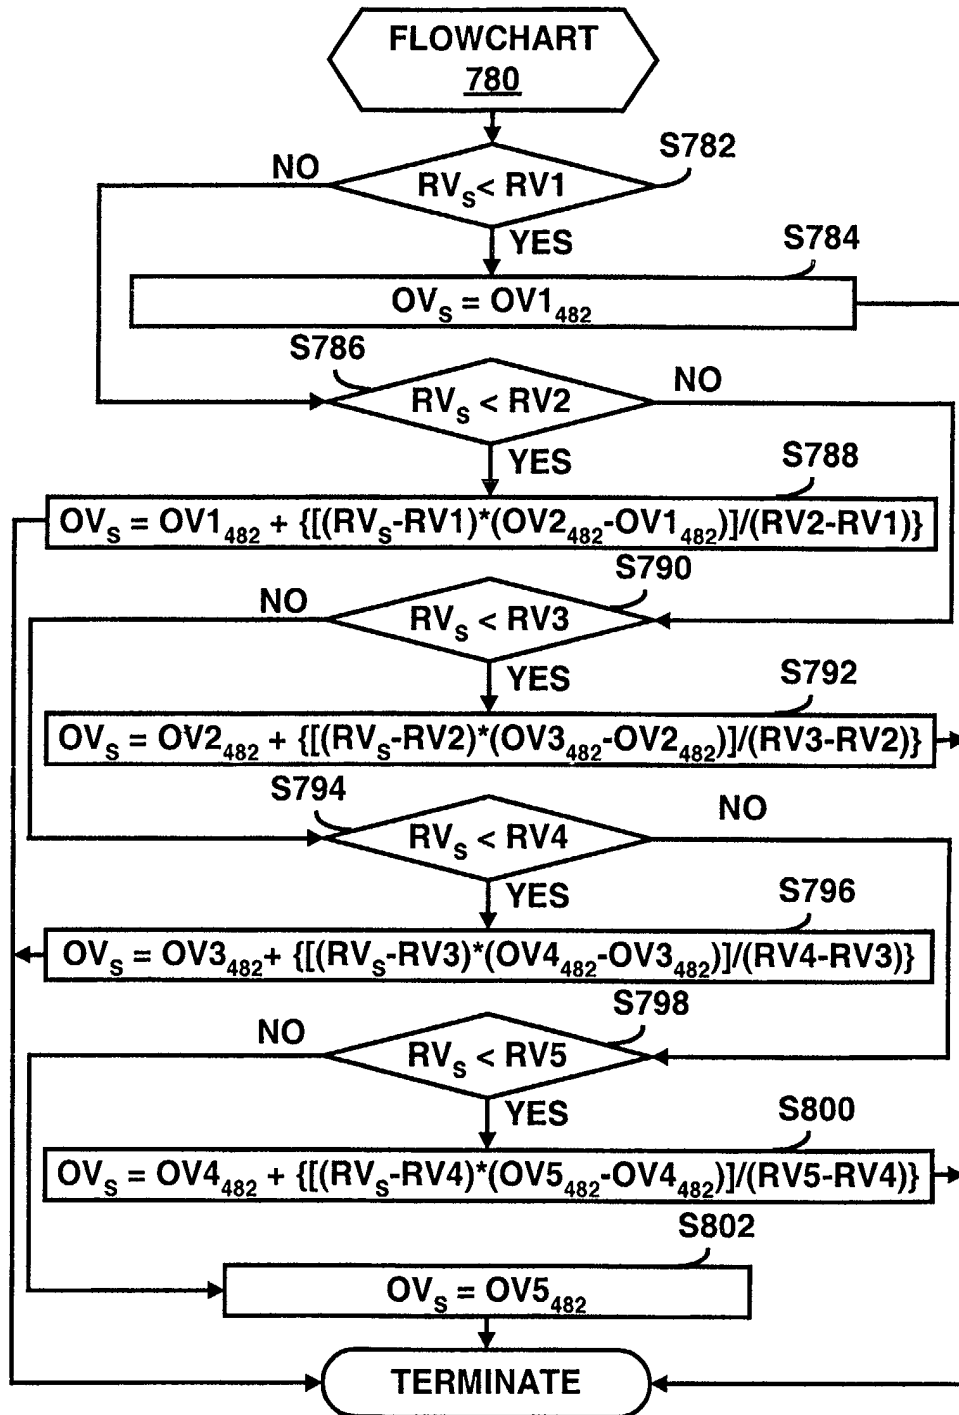 FLOWCHART
780
S782
NO
RVS< RV1
YES
S784
OVS = OV1482
S786
NO
RVS < RV2
YES
S788
OVS = OV1482 + {[(RVS-RV1)*(OV2482-OV1482)]/(RV2-RV1)}
S790
NO
RVS < RV3
YES
S792
OVS = OV2482 + {[(RVS-RV2)*(OV3482-OV2482)]/(RV3-RV2)}
S794
NO
RVS < RV4
YES
S796
OVS = OV3482+ {[(RVS-RV3)*(OV4482-OV3482)]/(RV4-RV3)}
S798
NO
RVS < RV5
YES
S800
OVS = OV4482 + {[(RVS-RV4)*(OV5482-OV4482)]/(RV5-RV4)}
S802
OVS = OV5482
TERMINATE